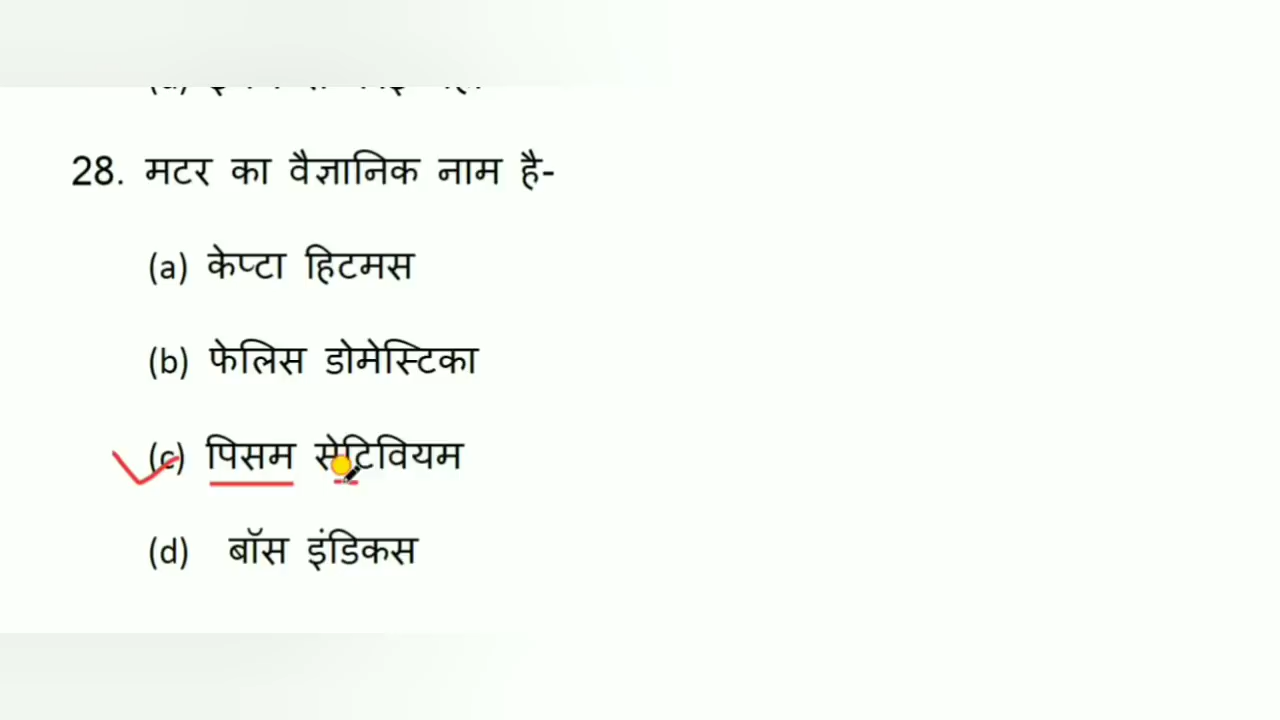 28. मटर का वैज्ञानिक नाम है-
(a) केप्टा हिटमस
(b) फेलिस डोमेस्टिका
(c) पिसम सेटिवियम
(d) बॉस इंडिकस